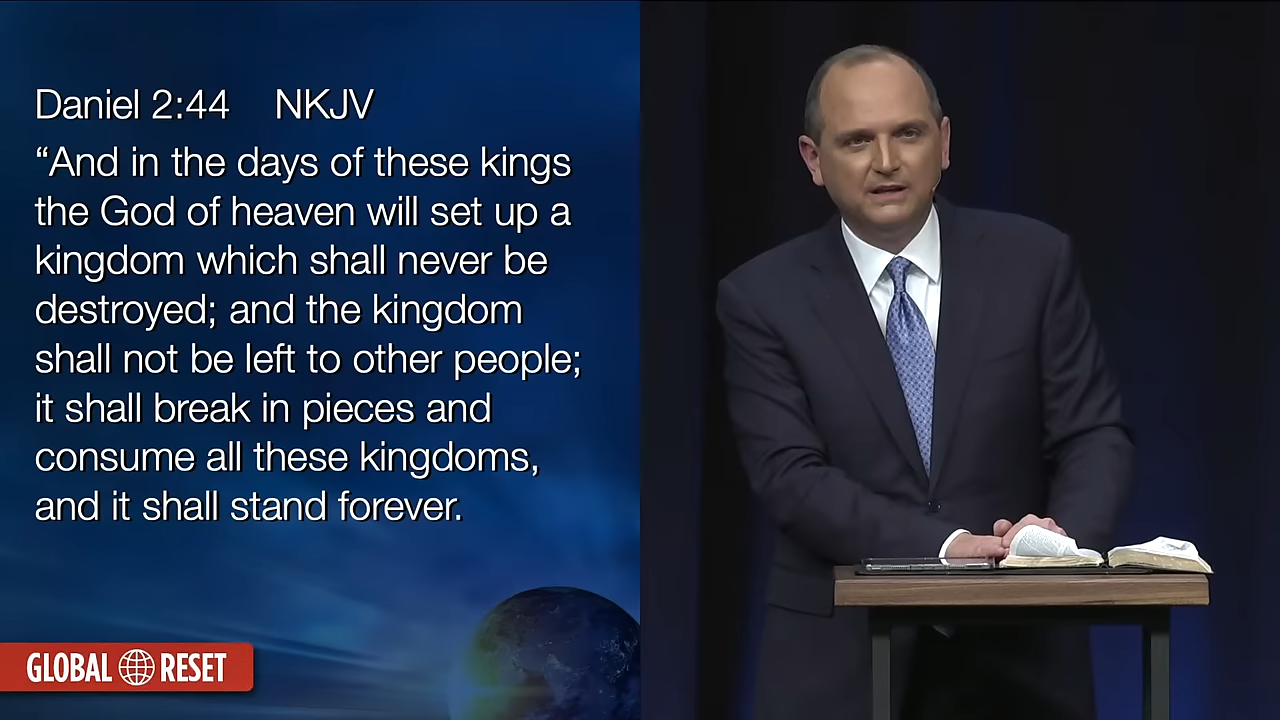 Daniel 2:44 NKJV
“And in the days of these kings
the God of heaven will set up a
kingdom which shall never be
destroyed; and the kingdom
shall not be left to other people;
it shall break in pieces and
consume all these kingdoms,
and it shall stand forever.
GLOBAL RESET